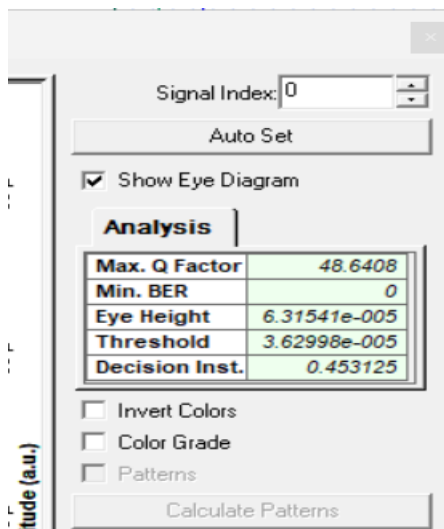 Signal Index: 0
Auto Set
Show Eye Diagram
Analysis
Max. Q Factor 48.6408
Min. BER 0
Eye Height 6.31541e-005
Threshold 3.62998e-005
Decision Inst. 0.453125
Invert Colors
Color Grade
Patterns
Calculate Patterns
tude (a.u.)